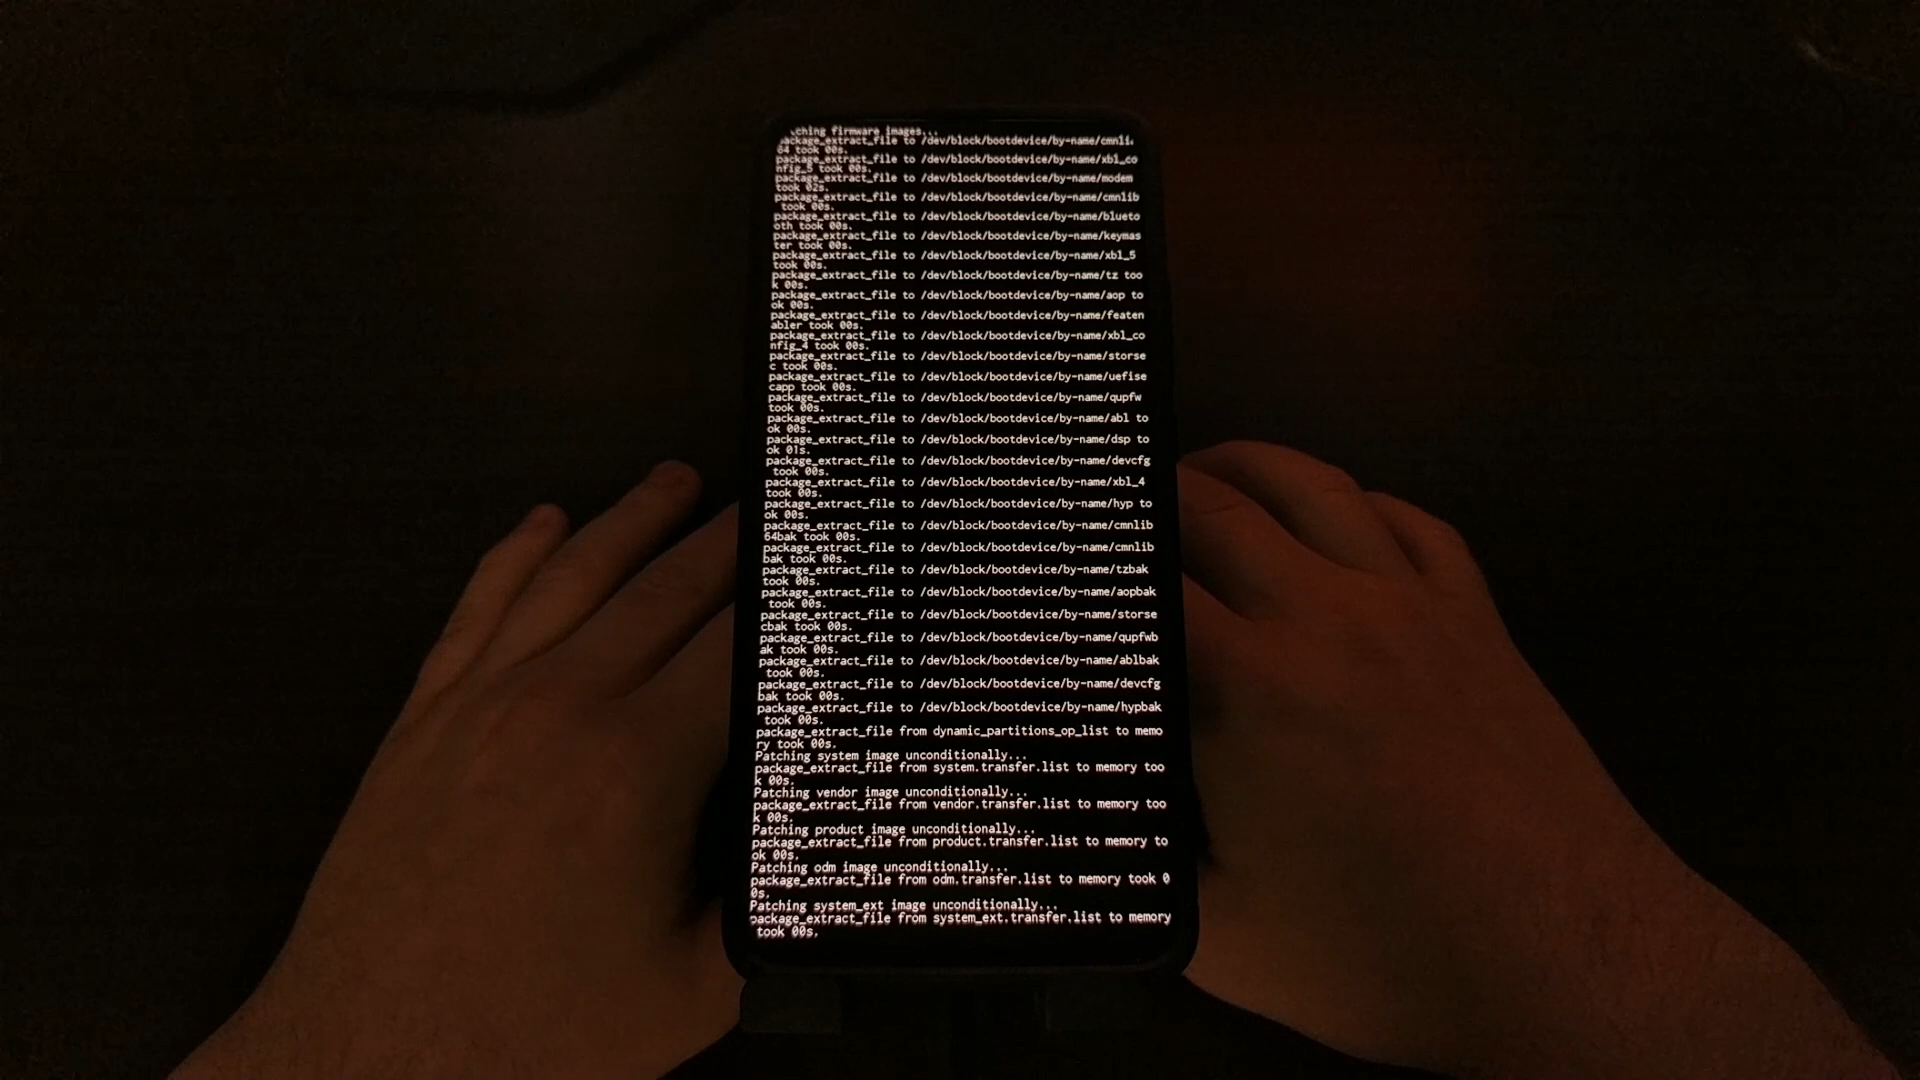 ching firmware images...
package_extract_file to /dev/block/bootdevice/by-name/cmnli
64 took 00s.
package_extract_file to /dev/block/bootdevice/by-name/xbl_co
nfig_5 took 00s.
package_extract_file to /dev/block/bootdevice/by-name/modem
took 02s.
package_extract_file to /dev/block/bootdevice/by-name/cmnlib
took 00s.
package_extract_file to /dev/block/bootdevice/by-name/blueto
oth took 00s.
package_extract_file to /dev/block/bootdevice/by-name/keymas
ter took 00s.
package_extract_file to /dev/block/bootdevice/by-name/xbl_5
took 00s.
package_extract_file to /dev/block/bootdevice/by-name/tz too
k 00s.
package_extract_file to /dev/block/bootdevice/by-name/aop to
ok 00s.
package_extract_file to /dev/block/bootdevice/by-name/featen
abler took 00s.
package_extract_file to /dev/block/bootdevice/by-name/xbl_co
nfig_4 took 00s.
package_extract_file to /dev/block/bootdevice/by-name/storse
c took 00s.
package_extract_file to /dev/block/bootdevice/by-name/uefise
capp took 00s.
package_extract_file to /dev/block/bootdevice/by-name/qupfw
took 00s.
package_extract_file to /dev/block/bootdevice/by-name/abl to
ok 00s.
package_extract_file to /dev/block/bootdevice/by-name/dsp to
ok 01s.
package_extract_file to /dev/block/bootdevice/by-name/devcfg
took 00s.
package_extract_file to /dev/block/bootdevice/by-name/xbl_4
took 00s.
package_extract_file to /dev/block/bootdevice/by-name/hyp to
ok 00s.
package_extract_file to /dev/block/bootdevice/by-name/cmnlib
64bak took 00s.
package_extract_file to /dev/block/bootdevice/by-name/cmnlib
bak took 00s.
package_extract_file to /dev/block/bootdevice/by-name/tzbak
took 00s.
package_extract_file to /dev/block/bootdevice/by-name/aopbak
took 00s.
package_extract_file to /dev/block/bootdevice/by-name/storse
cbak took 00s.
package_extract_file to /dev/block/bootdevice/by-name/qupfwb
ak took 00s.
package_extract_file to /dev/block/bootdevice/by-name/ablbak
took 00s.
package_extract_file to /dev/block/bootdevice/by-name/devcfg
bak took 00s.
package_extract_file to /dev/block/bootdevice/by-name/hypbak
took 00s.
package_extract_file from dynamic_partitions_op_list to memo
ry took 00s.
Patching system image unconditionally...
package_extract_file from system.transfer.list to memory too
k 00s.
Patching vendor image unconditionally...
package_extract_file from vendor.transfer.list to memory too
k 00s.
Patching product image unconditionally...
package_extract_file from product.transfer.list to memory to
ok 00s.
Patching odm image unconditionally...
package_extract_file from odm.transfer.list to memory took 0
0s.
Patching system_ext image unconditionally...
package_extract_file from system_ext.transfer.list to memory
took 00s.